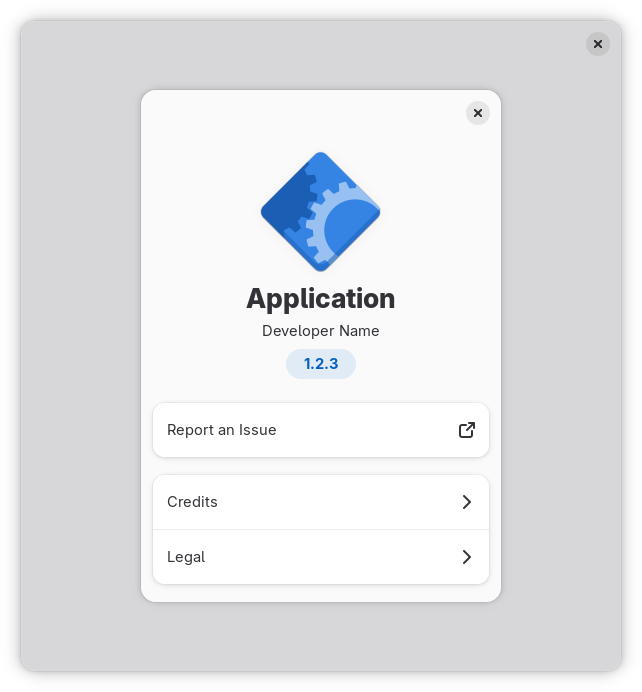 Application
Developer Name
1.2.3
Report an Issue
Credits
Legal